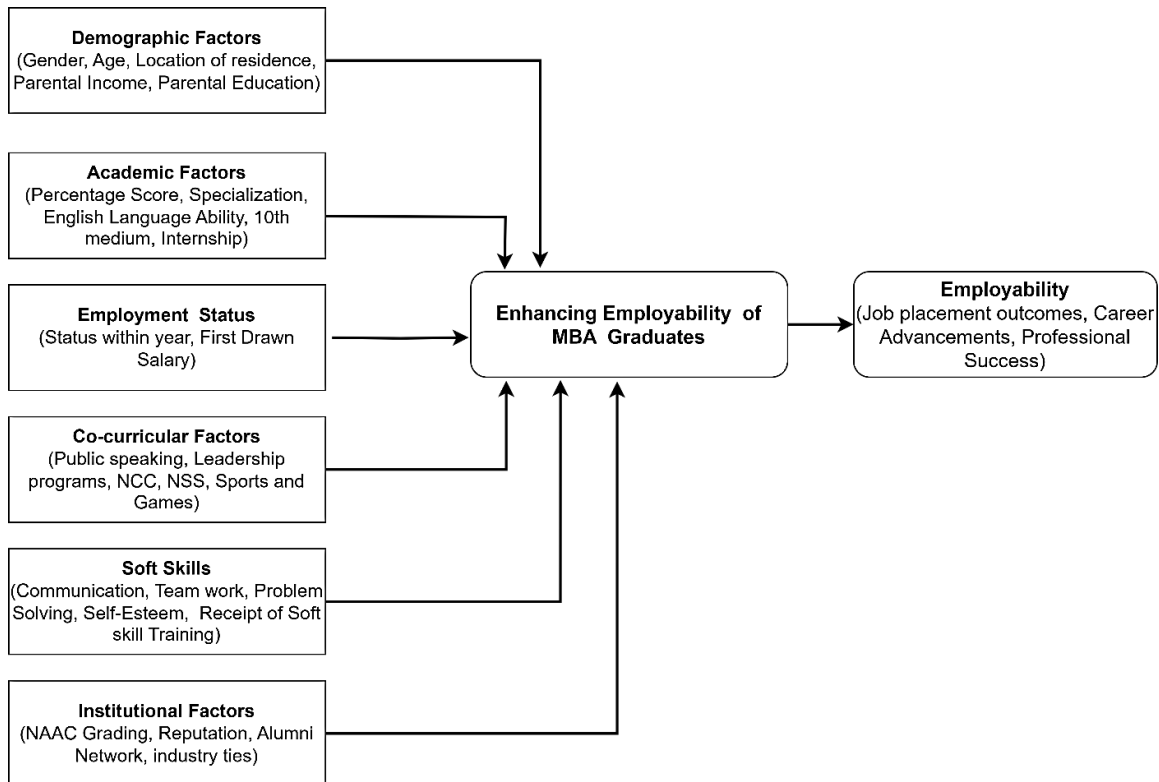 Demographic Factors
(Gender, Age, Location of residence,
Parental Income, Parental Education)
Academic Factors
(Percentage Score, Specialization,
English Language Ability, 10th
medium, Internship)
Employment Status
(Status within year, First Drawn
Salary)
Co-curricular Factors
(Public speaking, Leadership
programs, NCC, NSS, Sports and
Games)
Soft Skills
(Communication, Team work, Problem
Solving, Self-Esteem, Receipt of Soft
skill Training)
Institutional Factors
(NAAC Grading, Reputation, Alumni
Network, industry ties)
Enhancing Employability of
MBA Graduates
Employability
(Job placement outcomes, Career
Advancements, Professional
Success)